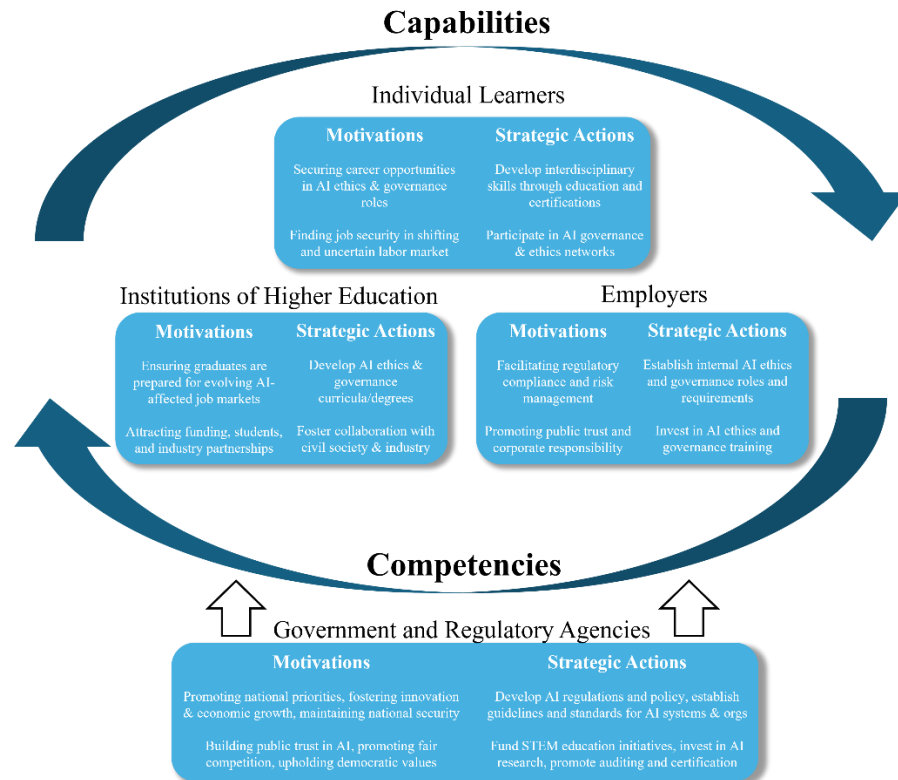 Capabilities
Individual Learners
Motivations
Securing career opportunities
in AI ethics & governance
roles
Finding job security in shifting
and uncertain labor market
Strategic Actions
Develop interdisciplinary
skills through education and
certifications
Participate in AI governance
& ethics networks
Institutions of Higher Education
Motivations
Ensuring graduates are
prepared for evolving AI-
affected job markets
Attracting funding, students,
and industry partnerships
Strategic Actions
Develop AI ethics &
governance
curricula/degrees
Foster collaboration with
civil society & industry
Employers
Motivations
Facilitating regulatory
compliance and risk
management
Promoting public trust and
corporate responsibility
Strategic Actions
Establish internal AI ethics
and governance roles and
requirements
Invest in AI ethics and
governance training
Competencies
Government and Regulatory Agencies
Motivations
Promoting national priorities, fostering innovation
& economic growth, maintaining national security
Building public trust in AI, promoting fair
competition, upholding democratic values
Strategic Actions
Develop AI regulations and policy, establish
guidelines and standards for AI systems & orgs
Fund STEM education initiatives, invest in AI
research, promote auditing and certification